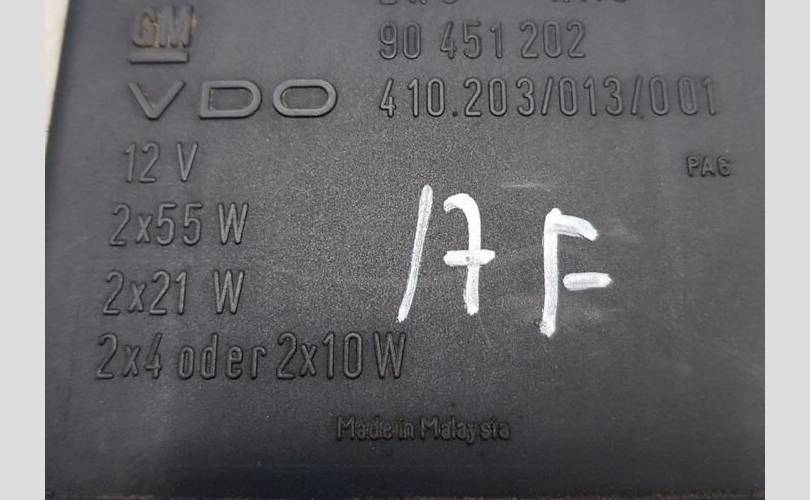 GM 90 451 202
VDO 410.203/013/001
12 V
PA6
2x55 W
2x21 W
2x4 oder 2x10 W
AF
Made in Malaysia